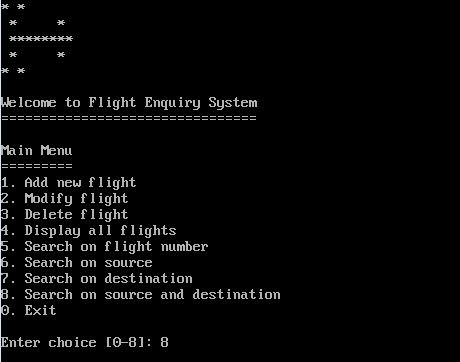 * *
 *     *
 ********
 *     *
* *
Welcome to Flight Enquiry System
================================
Main Menu
=========
1. Add new flight
2. Modify flight
3. Delete flight
4. Display all flights
5. Search on flight number
6. Search on source
7. Search on destination
8. Search on source and destination
0. Exit
Enter choice [0-8]: 8